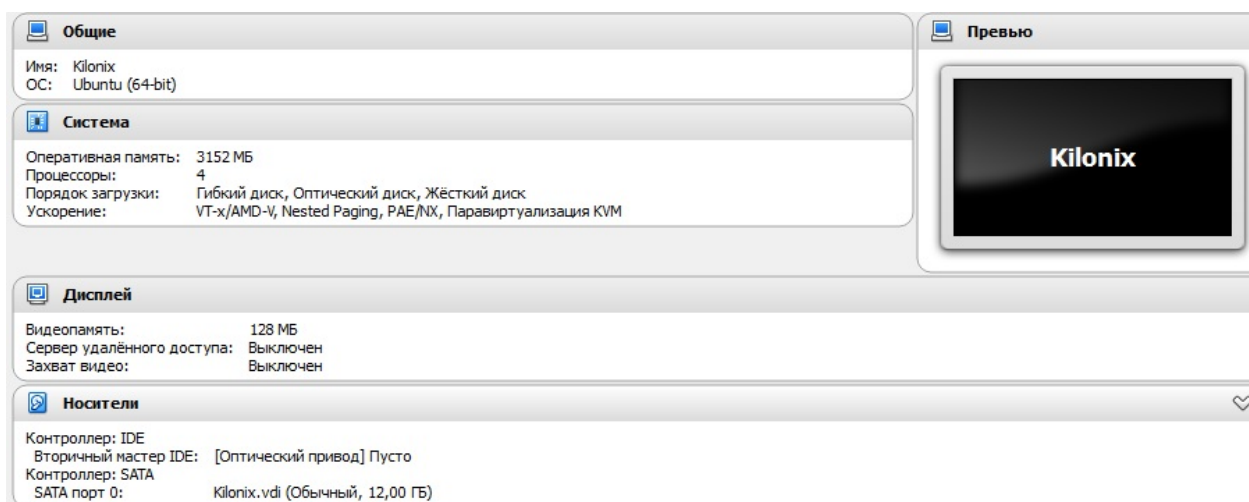 Общие
Имя: Kilonix
ОС: Ubuntu (64-bit)
Система
Оперативная память: 3152 МБ
Процессоры: 4
Порядок загрузки: Гибкий диск, Оптический диск, Жёсткий диск
Ускорение: VT-x/AMD-V, Nested Paging, PAE/NX, Паравиртуализация KVM
Превью
Kilonix
Дисплей
Видеопамять: 128 МБ
Сервер удалённого доступа: Выключен
Захват видео: Выключен
Носители
Контроллер: IDE
Вторичный мастер IDE: [Оптический привод] Пусто
Контроллер: SATA
SATA порт 0: Kilonix.vdi (Обычный, 12,00 ГБ)